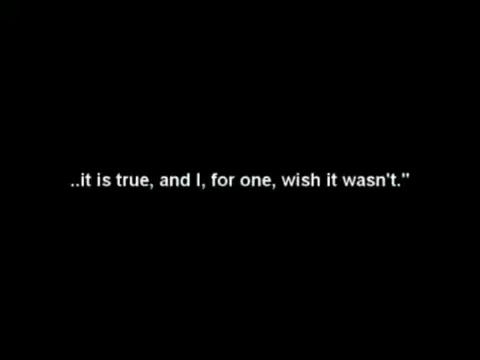 ..it is true, and I, for one, wish it wasn't."